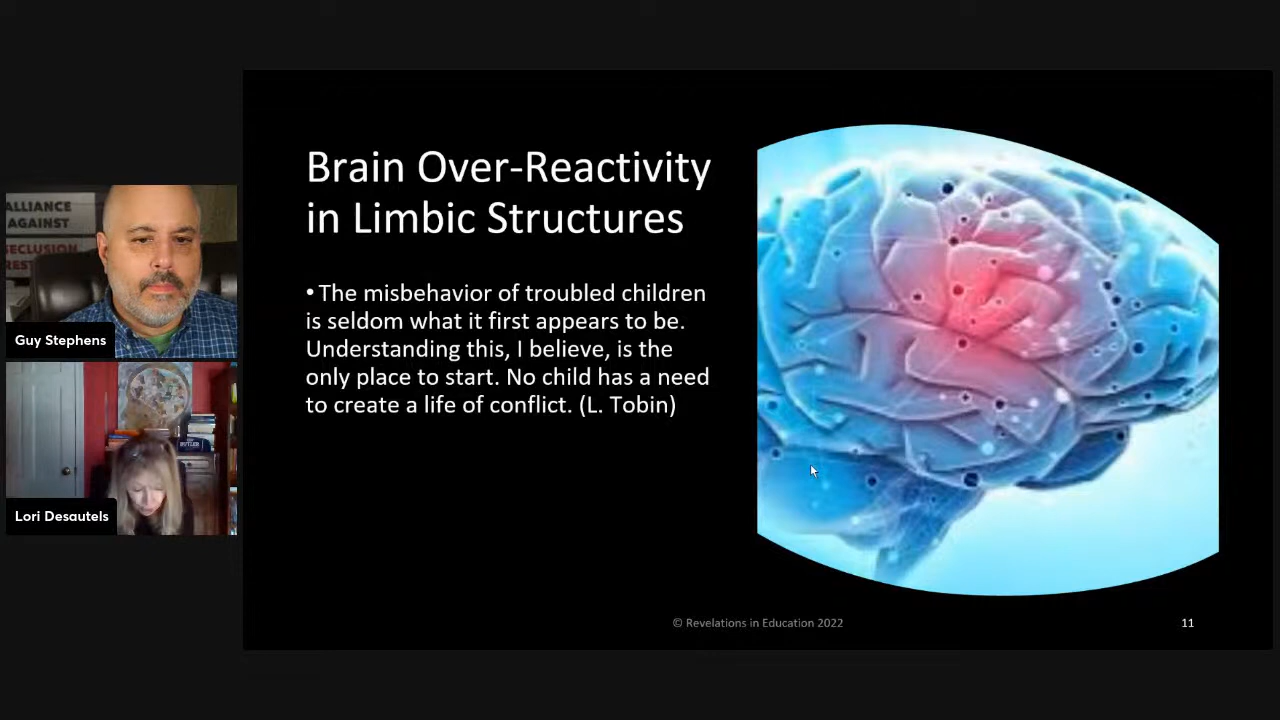 ALLIANCE
AGAINST
SECLUSION
REST
Guy Stephens
BUTLER
Lori Desautels
Brain Over-Reactivity
in Limbic Structures
• The misbehavior of troubled children
is seldom what it first appears to be.
Understanding this, I believe, is the
only place to start. No child has a need
to create a life of conflict. (L. Tobin)
© Revelations in Education 2022
11